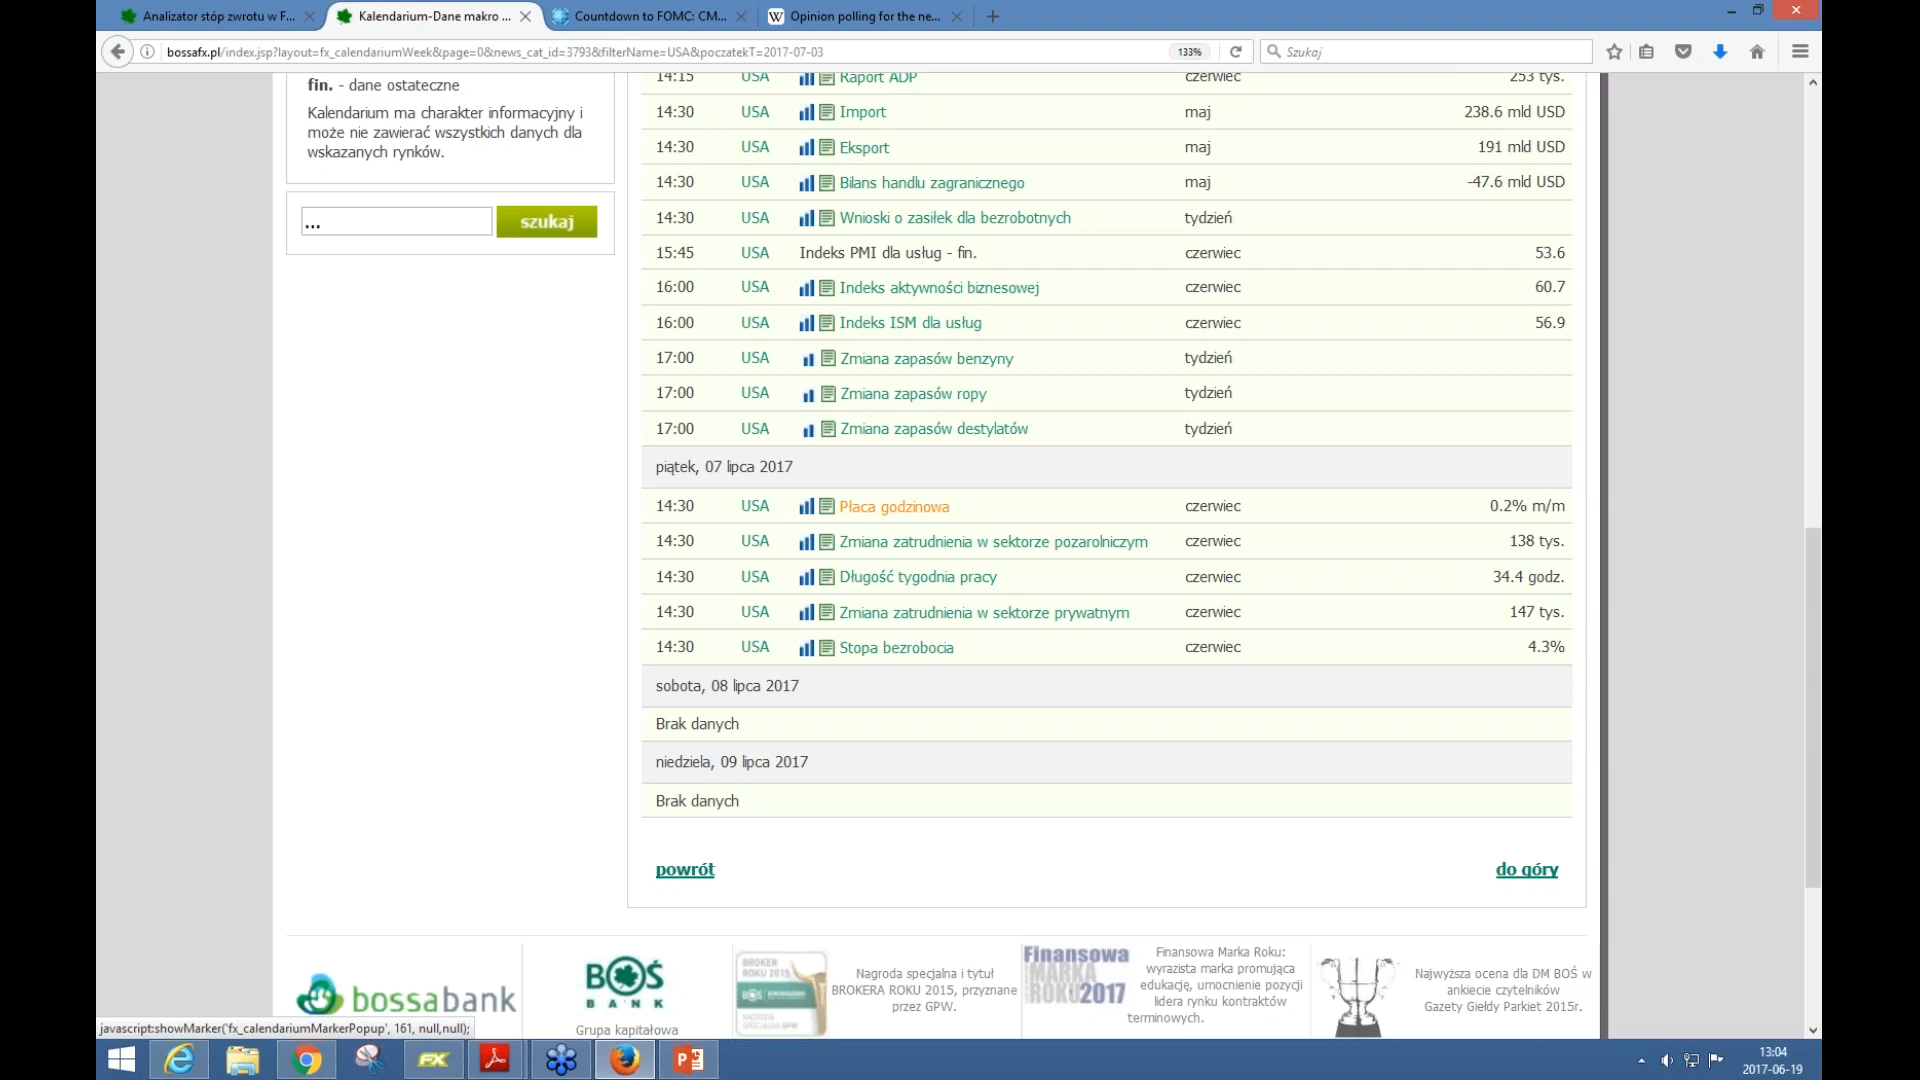 Analizator stóp zwrotu w F...
Kalendarium-Dane makro ...
Countdown to FOMC: CM...
W Opinion polling for the ne...
bossafx.pl/index.jsp?layout=fx_calendariumWeek&page=0&news_cat_id=3793&filterName=USA&poczatekT=2017-07-03
133%
Szukaj
fin. - dane ostateczne
Kalendarium ma charakter informacyjny i
może nie zawierać wszystkich danych dla
wskazanych rynków.
...
szukaj
14:15 USA Raport ADP czerwiec 253 tys.
14:30 USA Import maj 238.6 mld USD
14:30 USA Eksport maj 191 mld USD
14:30 USA Bilans handlu zagranicznego maj -47.6 mld USD
14:30 USA Wnioski o zasiłek dla bezrobotnych tydzień
15:45 USA Indeks PMI dla usług - fin. czerwiec 53.6
16:00 USA Indeks aktywności biznesowej czerwiec 60.7
16:00 USA Indeks ISM dla usług czerwiec 56.9
17:00 USA Zmiana zapasów benzyny tydzień
17:00 USA Zmiana zapasów ropy tydzień
17:00 USA Zmiana zapasów destylatów tydzień
piątek, 07 lipca 2017
14:30 USA Płaca godzinowa czerwiec 0.2% m/m
14:30 USA Zmiana zatrudnienia w sektorze pozarolniczym czerwiec 138 tys.
14:30 USA Długość tygodnia pracy czerwiec 34.4 godz.
14:30 USA Zmiana zatrudnienia w sektorze prywatnym czerwiec 147 tys.
14:30 USA Stopa bezrobocia czerwiec 4.3%
sobota, 08 lipca 2017
Brak danych
niedziela, 09 lipca 2017
Brak danych
powrót
do góry
bossabank
BOŚ
BANK
Grupa kapitałowa
BROKER
ROKU 2015
Nagroda specjalna i tytuł
BROKERA ROKU 2015, przyznane
przez GPW.
Finansowa
MARKA
ROKU2017
Finansowa Marka Roku:
wyrazista marka promująca
edukację, umocnienie pozycji
lidera rynku kontraktów
terminowych.
Najwyższa ocena dla DM BOŚ w
ankiecie czytelników
Gazety Giełdy Parkiet 2015r.
javascript:showMarker('fx_calendariumMarkerPopup', 161, null,null);
FX
13:04
2017-06-19